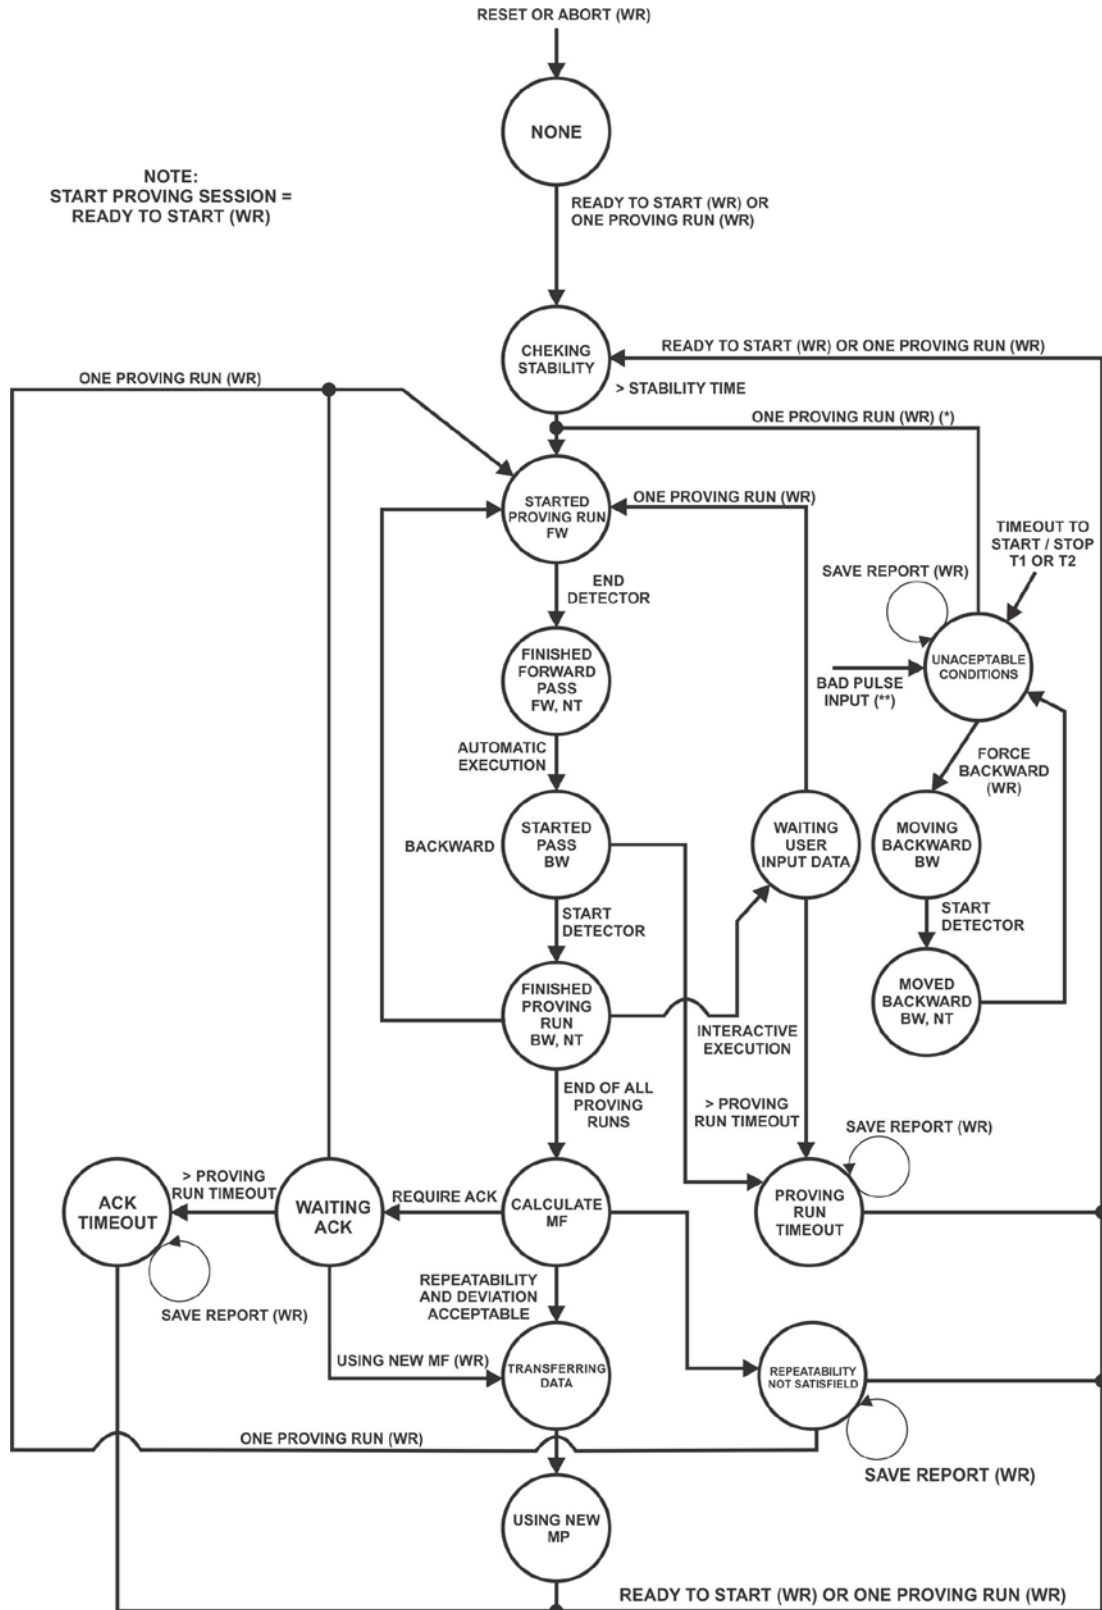 RESET OR ABORT (WR)
NONE
NOTE:
START PROVING SESSION =
READY TO START (WR)
READY TO START (WR) OR
ONE PROVING RUN (WR)
CHEKING
STABILITY
READY TO START (WR) OR ONE PROVING RUN (WR)
ONE PROVING RUN (WR)
> STABILITY TIME
ONE PROVING RUN (WR) (*)
STARTED
PROVING RUN
FW
ONE PROVING RUN (WR)
TIMEOUT TO
START / STOP
T1 OR T2
SAVE REPORT (WR)
END
DETECTOR
FINISHED
FORWARD
PASS
FW, NT
UNACEPTABLE
CONDITIONS
BAD PULSE
INPUT (**)
AUTOMATIC
EXECUTION
FORCE
BACKWARD
(WR)
BACKWARD
STARTED
PASS
BW
WAITING
USER
INPUT DATA
MOVING
BACKWARD
BW
START
DETECTOR
START
DETECTOR
FINISHED
PROVING
RUN
BW, NT
MOVED
BACKWARD
BW, NT
INTERACTIVE
EXECUTION
END OF ALL
PROVING
RUNS
> PROVING
RUN TIMEOUT
SAVE REPORT (WR)
ACK
TIMEOUT
> PROVING
RUN TIMEOUT
WAITING
ACK
REQUIRE ACK
CALCULATE
MF
PROVING
RUN
TIMEOUT
SAVE REPORT (WR)
REPEATABILITY
AND DEVIATION
ACCEPTABLE
USING NEW MF (WR)
TRANSFERRING
DATA
REPEATABILITY
NOT SATISFIELD
ONE PROVING RUN (WR)
SAVE REPORT (WR)
USING NEW
MP
READY TO START (WR) OR ONE PROVING RUN (WR)